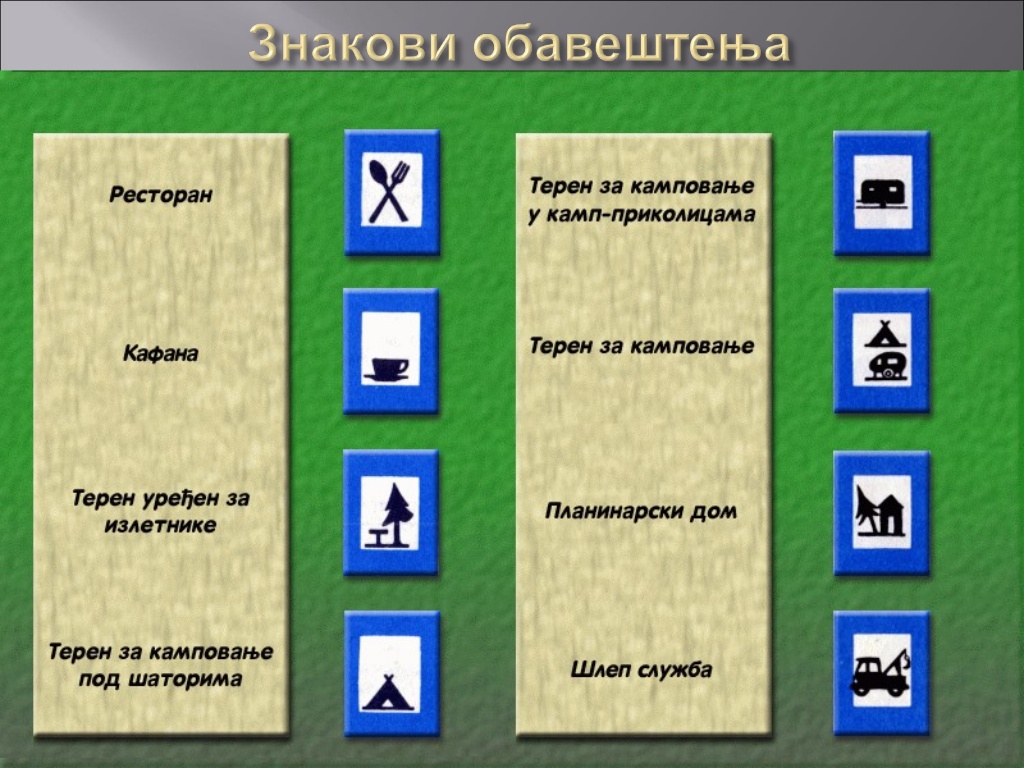 Знакови обавештења
Ресторан
Кафана
Терен уређен за
излетнике
Терен за камповање
под шаторима
Терен за камповање
у камп-приколицама
Терен за камповање
Планинарски дом
Шлеп служба